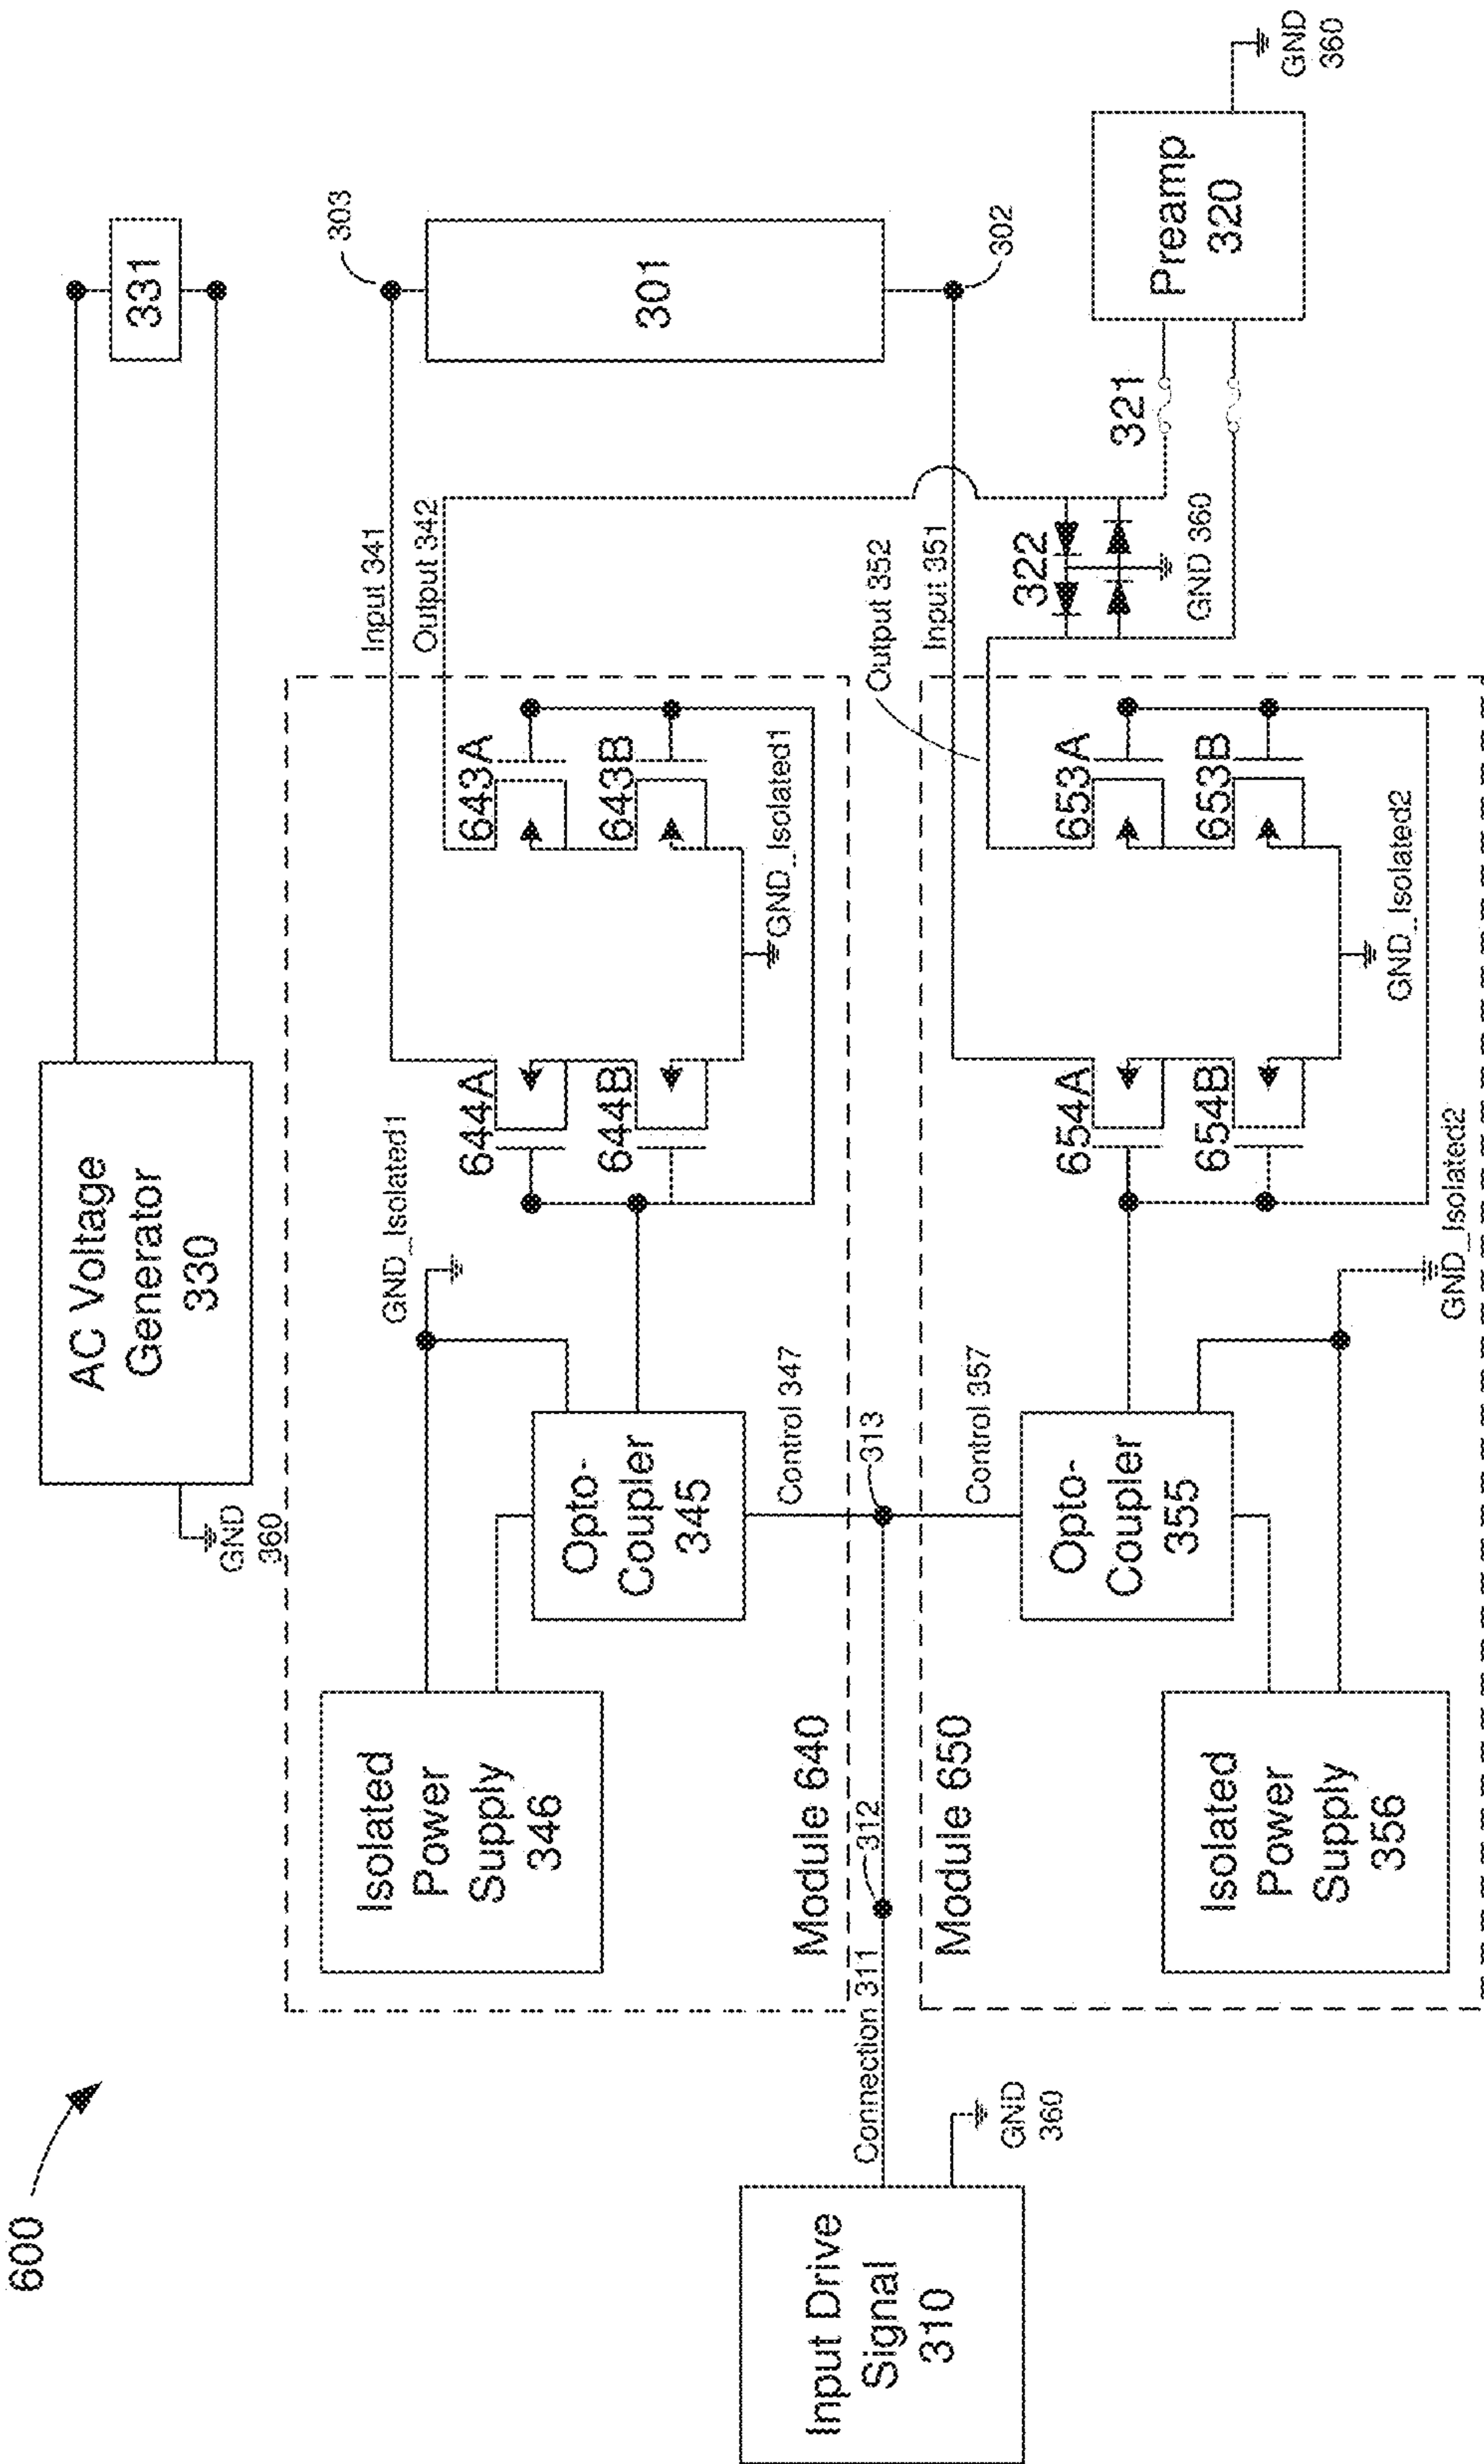 600
AC Voltage
Generator
330
GND
360
331
303
301
302
Input 341
Output 342
Isolated
Power
Supply
346
GND_Isolated1
Opto-
Coupler
345
Control 347
644A
644B
643A
643B
GND_Isolated1
Module 640
Input Drive
Signal
310
GND
360
Connection 311
312
313
Module 650
Control 357
Opto-
Coupler
355
Isolated
Power
Supply
356
GND_Isolated2
654A
654B
653A
653B
GND_Isolated2
Output 352
Input 351
322
GND 360
321
Preamp
320
GND
360